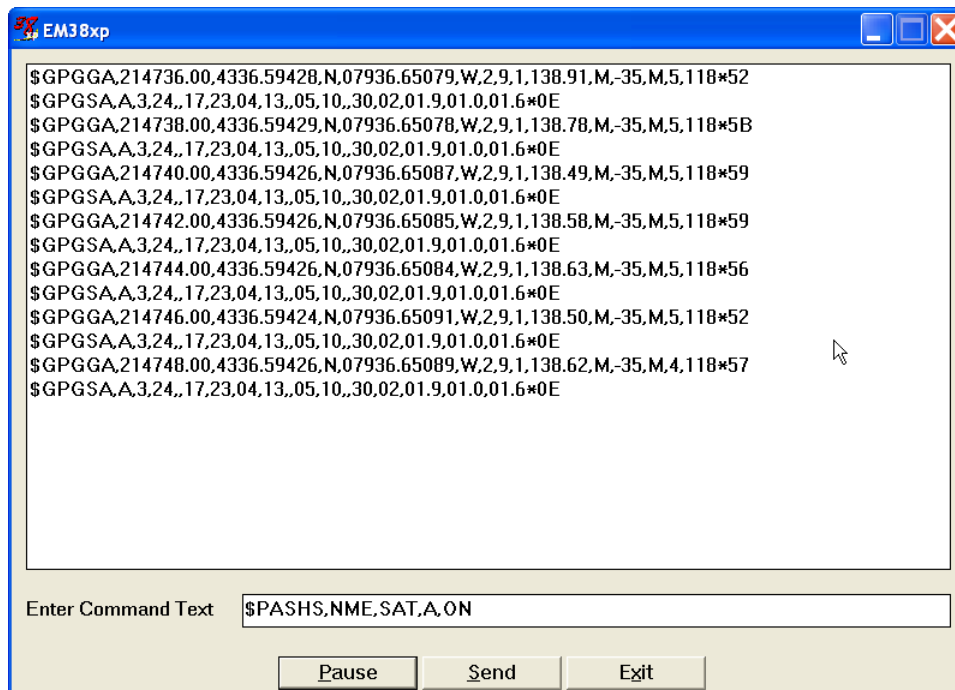 EM38xp
$GPGGA,214736.00,4336.59428,N,07936.65079,W,2,9,1,138.91,M,-35,M,5,118*52
$GPGSA,A,3,24,,17,23,04,13,,05,10,,30,02,01.9,01.0,01.6*0E
$GPGGA,214738.00,4336.59429,N,07936.65078,W,2,9,1,138.78,M,-35,M,5,118*5B
$GPGSA,A,3,24,,17,23,04,13,,05,10,,30,02,01.9,01.0,01.6*0E
$GPGGA,214740.00,4336.59426,N,07936.65087,W,2,9,1,138.49,M,-35,M,5,118*59
$GPGSA,A,3,24,,17,23,04,13,,05,10,,30,02,01.9,01.0,01.6*0E
$GPGGA,214742.00,4336.59426,N,07936.65085,W,2,9,1,138.58,M,-35,M,5,118*59
$GPGSA,A,3,24,,17,23,04,13,,05,10,,30,02,01.9,01.0,01.6*0E
$GPGGA,214744.00,4336.59426,N,07936.65084,W,2,9,1,138.63,M,-35,M,5,118*56
$GPGSA,A,3,24,,17,23,04,13,,05,10,,30,02,01.9,01.0,01.6*0E
$GPGGA,214746.00,4336.59424,N,07936.65091,W,2,9,1,138.50,M,-35,M,5,118*52
$GPGSA,A,3,24,,17,23,04,13,,05,10,,30,02,01.9,01.0,01.6*0E
$GPGGA,214748.00,4336.59426,N,07936.65089,W,2,9,1,138.62,M,-35,M,4,118*57
$GPGSA,A,3,24,,17,23,04,13,,05,10,,30,02,01.9,01.0,01.6*0E
Enter Command Text $PASHS,NME,SAT,A,ON
Pause Send Exit